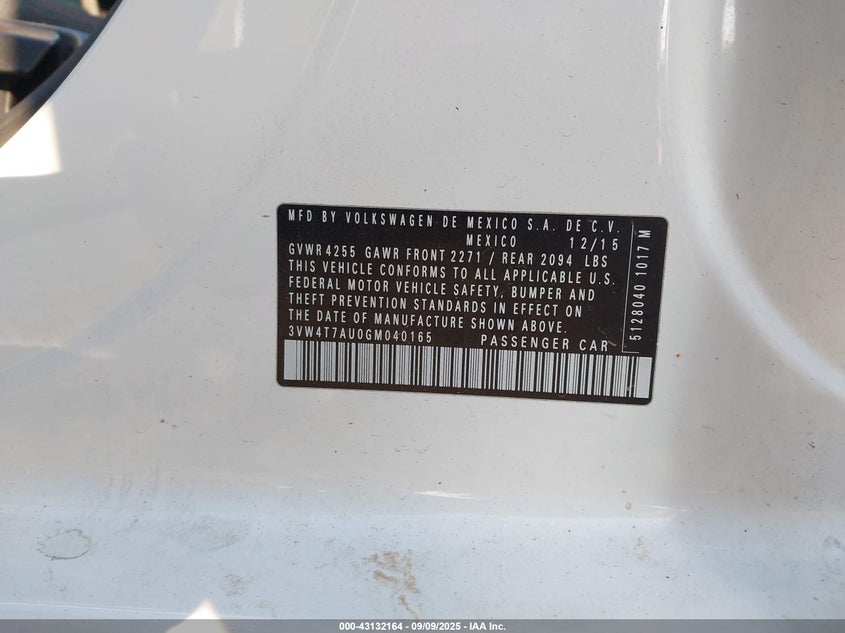 MFD BY VOLKSWAGEN DE MEXICO S.A. DE C.V.
MEXICO 12/15
GVWR 4255 GAWR FRONT 2271 / REAR 2094 LBS
THIS VEHICLE CONFORMS TO ALL APPLICABLE U.S.
FEDERAL MOTOR VEHICLE SAFETY, BUMPER AND
THEFT PREVENTION STANDARDS IN EFFECT ON
THE DATE OF MANUFACTURE SHOWN ABOVE.
3VW4T7AU0GM040165 PASSENGER CAR
5128040 1017 M
000-43132164 - 09/09/2025 - IAA Inc.